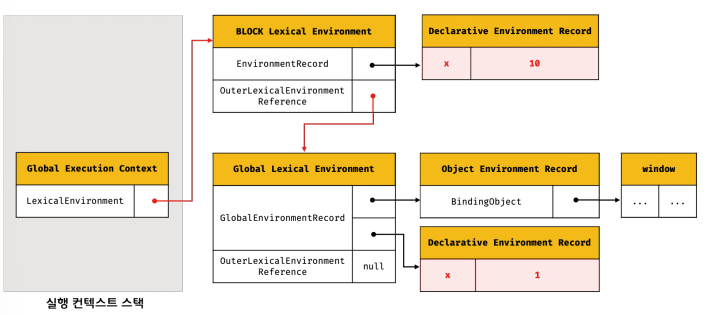 BLOCK Lexical Environment
EnvironmentRecord
OuterLexicalEnvironment
Reference
Declarative Environment Record
x 10
Global Execution Context
LexicalEnvironment
Global Lexical Environment
GlobalEnvironmentRecord
OuterLexicalEnvironment
Reference
null
Object Environment Record
BindingObject
window
... ...
Declarative Environment Record
x 1
실행 컨텍스트 스택